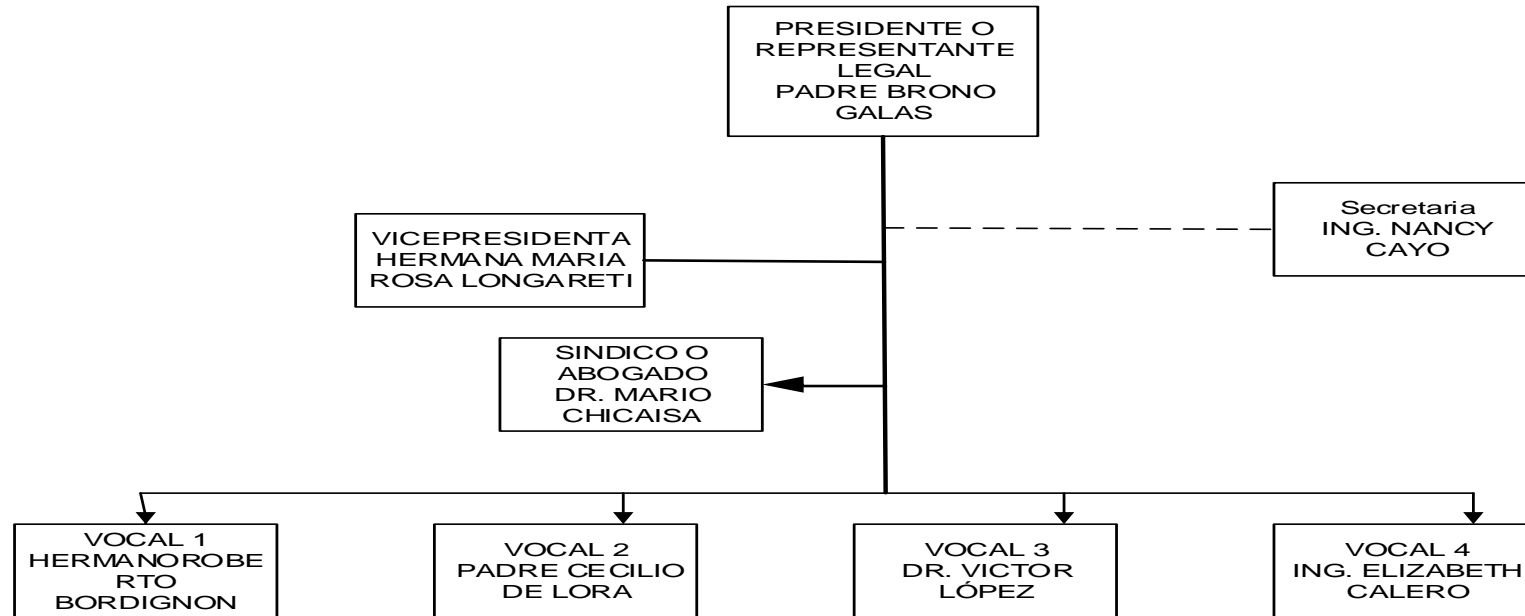 PRESIDENTE O
REPRESENTANTE
LEGAL
PADRE BRONO
GALAS
Secretaria
ING. NANCY
CAYO
VICEPRESIDENTA
HERMANA MARIA
ROSA LONGARETI
SINDICO O
ABOGADO
DR. MARIO
CHICAISA
VOCAL 1
HERMANOROBE
RTO
BORDIGNON
VOCAL 2
PADRE CECILIO
DE LORA
VOCAL 3
DR. VICTOR
LÓPEZ
VOCAL 4
ING. ELIZABETH
CALERO